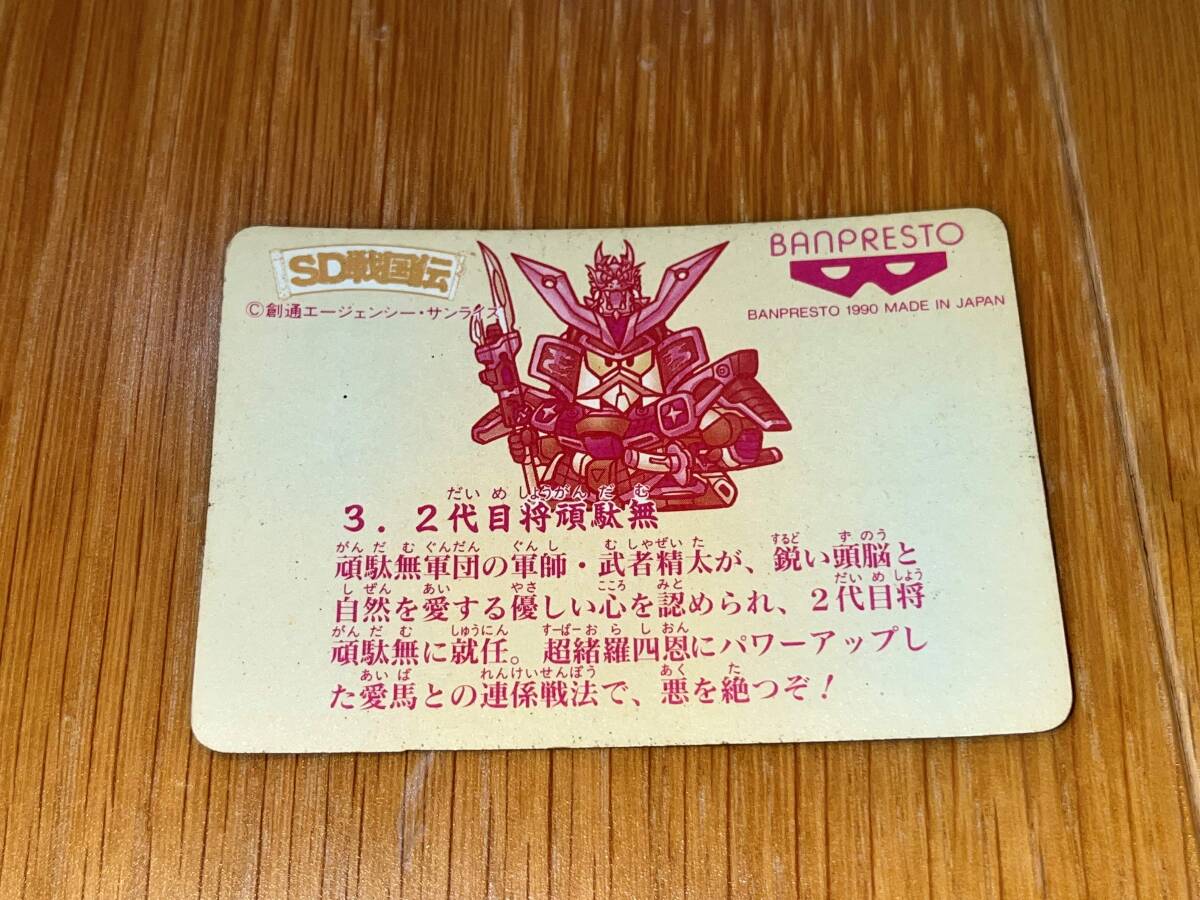 SD戦国伝
©創通エージェンシー・サンライズ
BANPRESTO
BANPRESTO 1990 MADE IN JAPAN
だいめしょうがんだむ
3．2代目将頑駄無
がんだむぐんだん ぐんし むしゃぜいた するど ずのう
頑駄無軍団の軍師・武者精太が、鋭い頭脳と
しぜん あい やさ こころ みと だいめしょう
自然を愛する優しい心を認められ、2代目将
がんだむ しゅうにん すーぱーおらしおん
頑駄無に就任。超緒羅四恩にパワーアップし
あいば れんけいせんぽう あく た
た愛馬との連係戦法で、悪を絶つぞ！